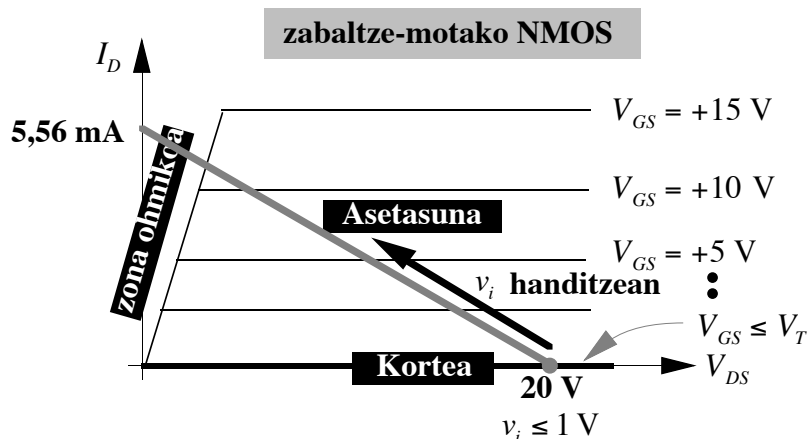 zabaltze-motako NMOS
I_D
5,56 mA
zona ohmikoa
V_GS = +15 V
V_GS = +10 V
Asetasuna
V_GS = +5 V
v_i handitzean
V_GS ≤ V_T
Kortea
V_DS
20 V
v_i ≤ 1 V